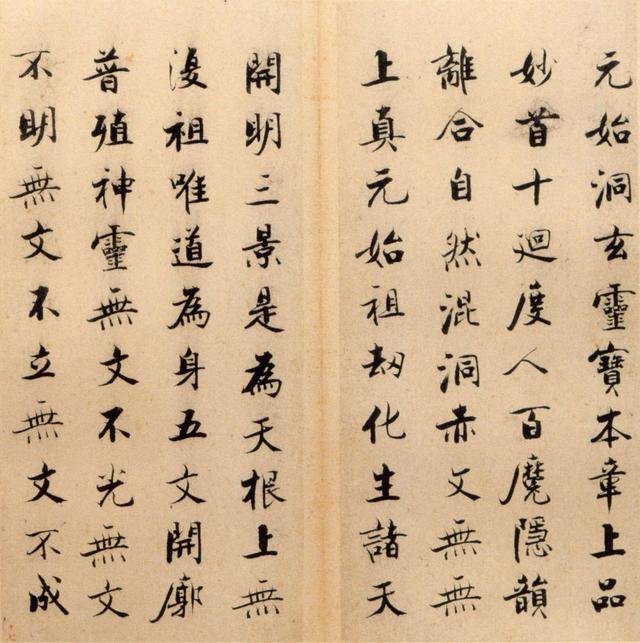 元始洞玄靈寶本章上品
妙首十迴度人百魔隱韻
離合自然混洞赤文無無
上真元始祖劫化生諸天
開明三景是為天根上無
復祖唯道為身五文開廓
普殖神靈無文不光無文
不明無文不立無文不成